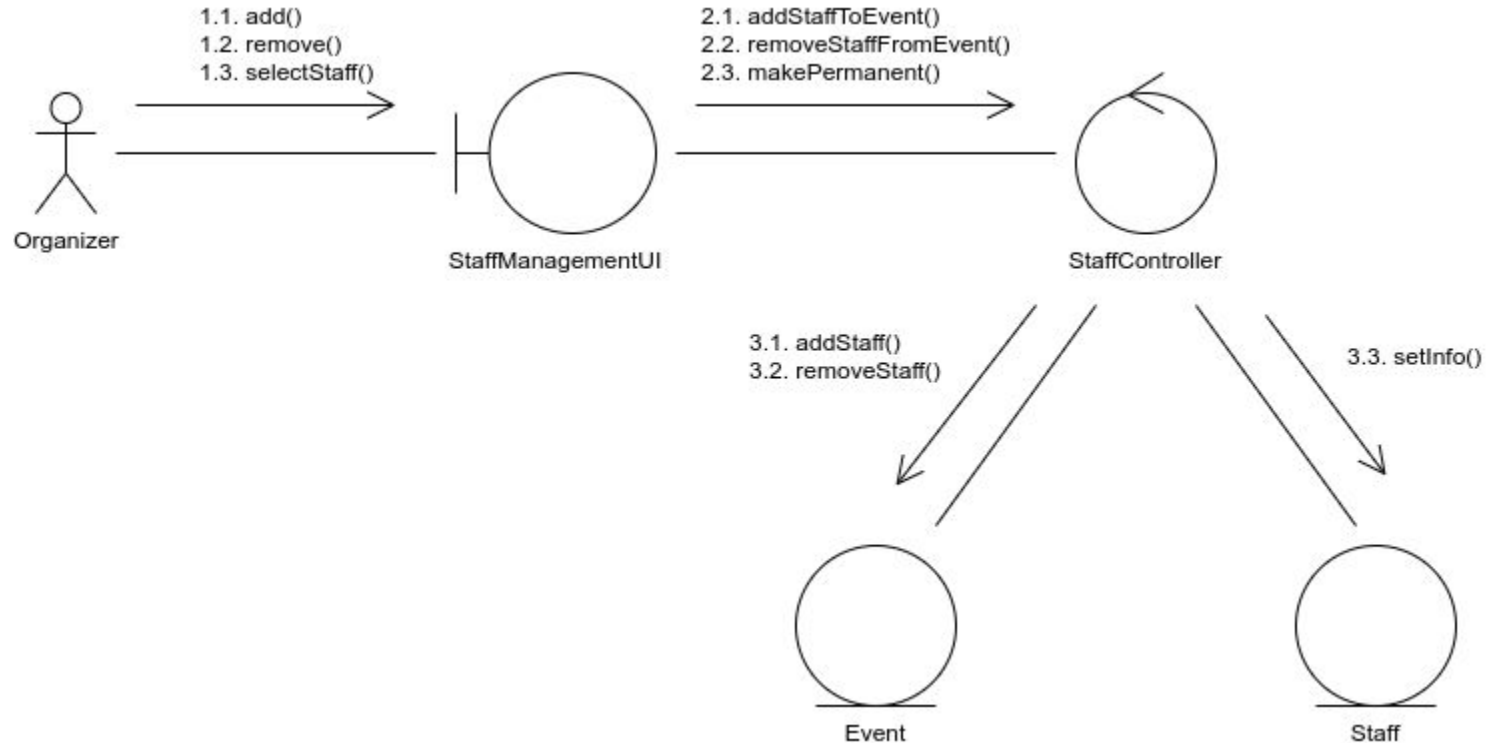 1.1. add()
1.2. remove()
1.3. selectStaff()
2.1. addStaffToEvent()
2.2. removeStaffFromEvent()
2.3. makePermanent()
Organizer
StaffManagementUI
StaffController
3.1. addStaff()
3.2. removeStaff()
3.3. setInfo()
Event
Staff